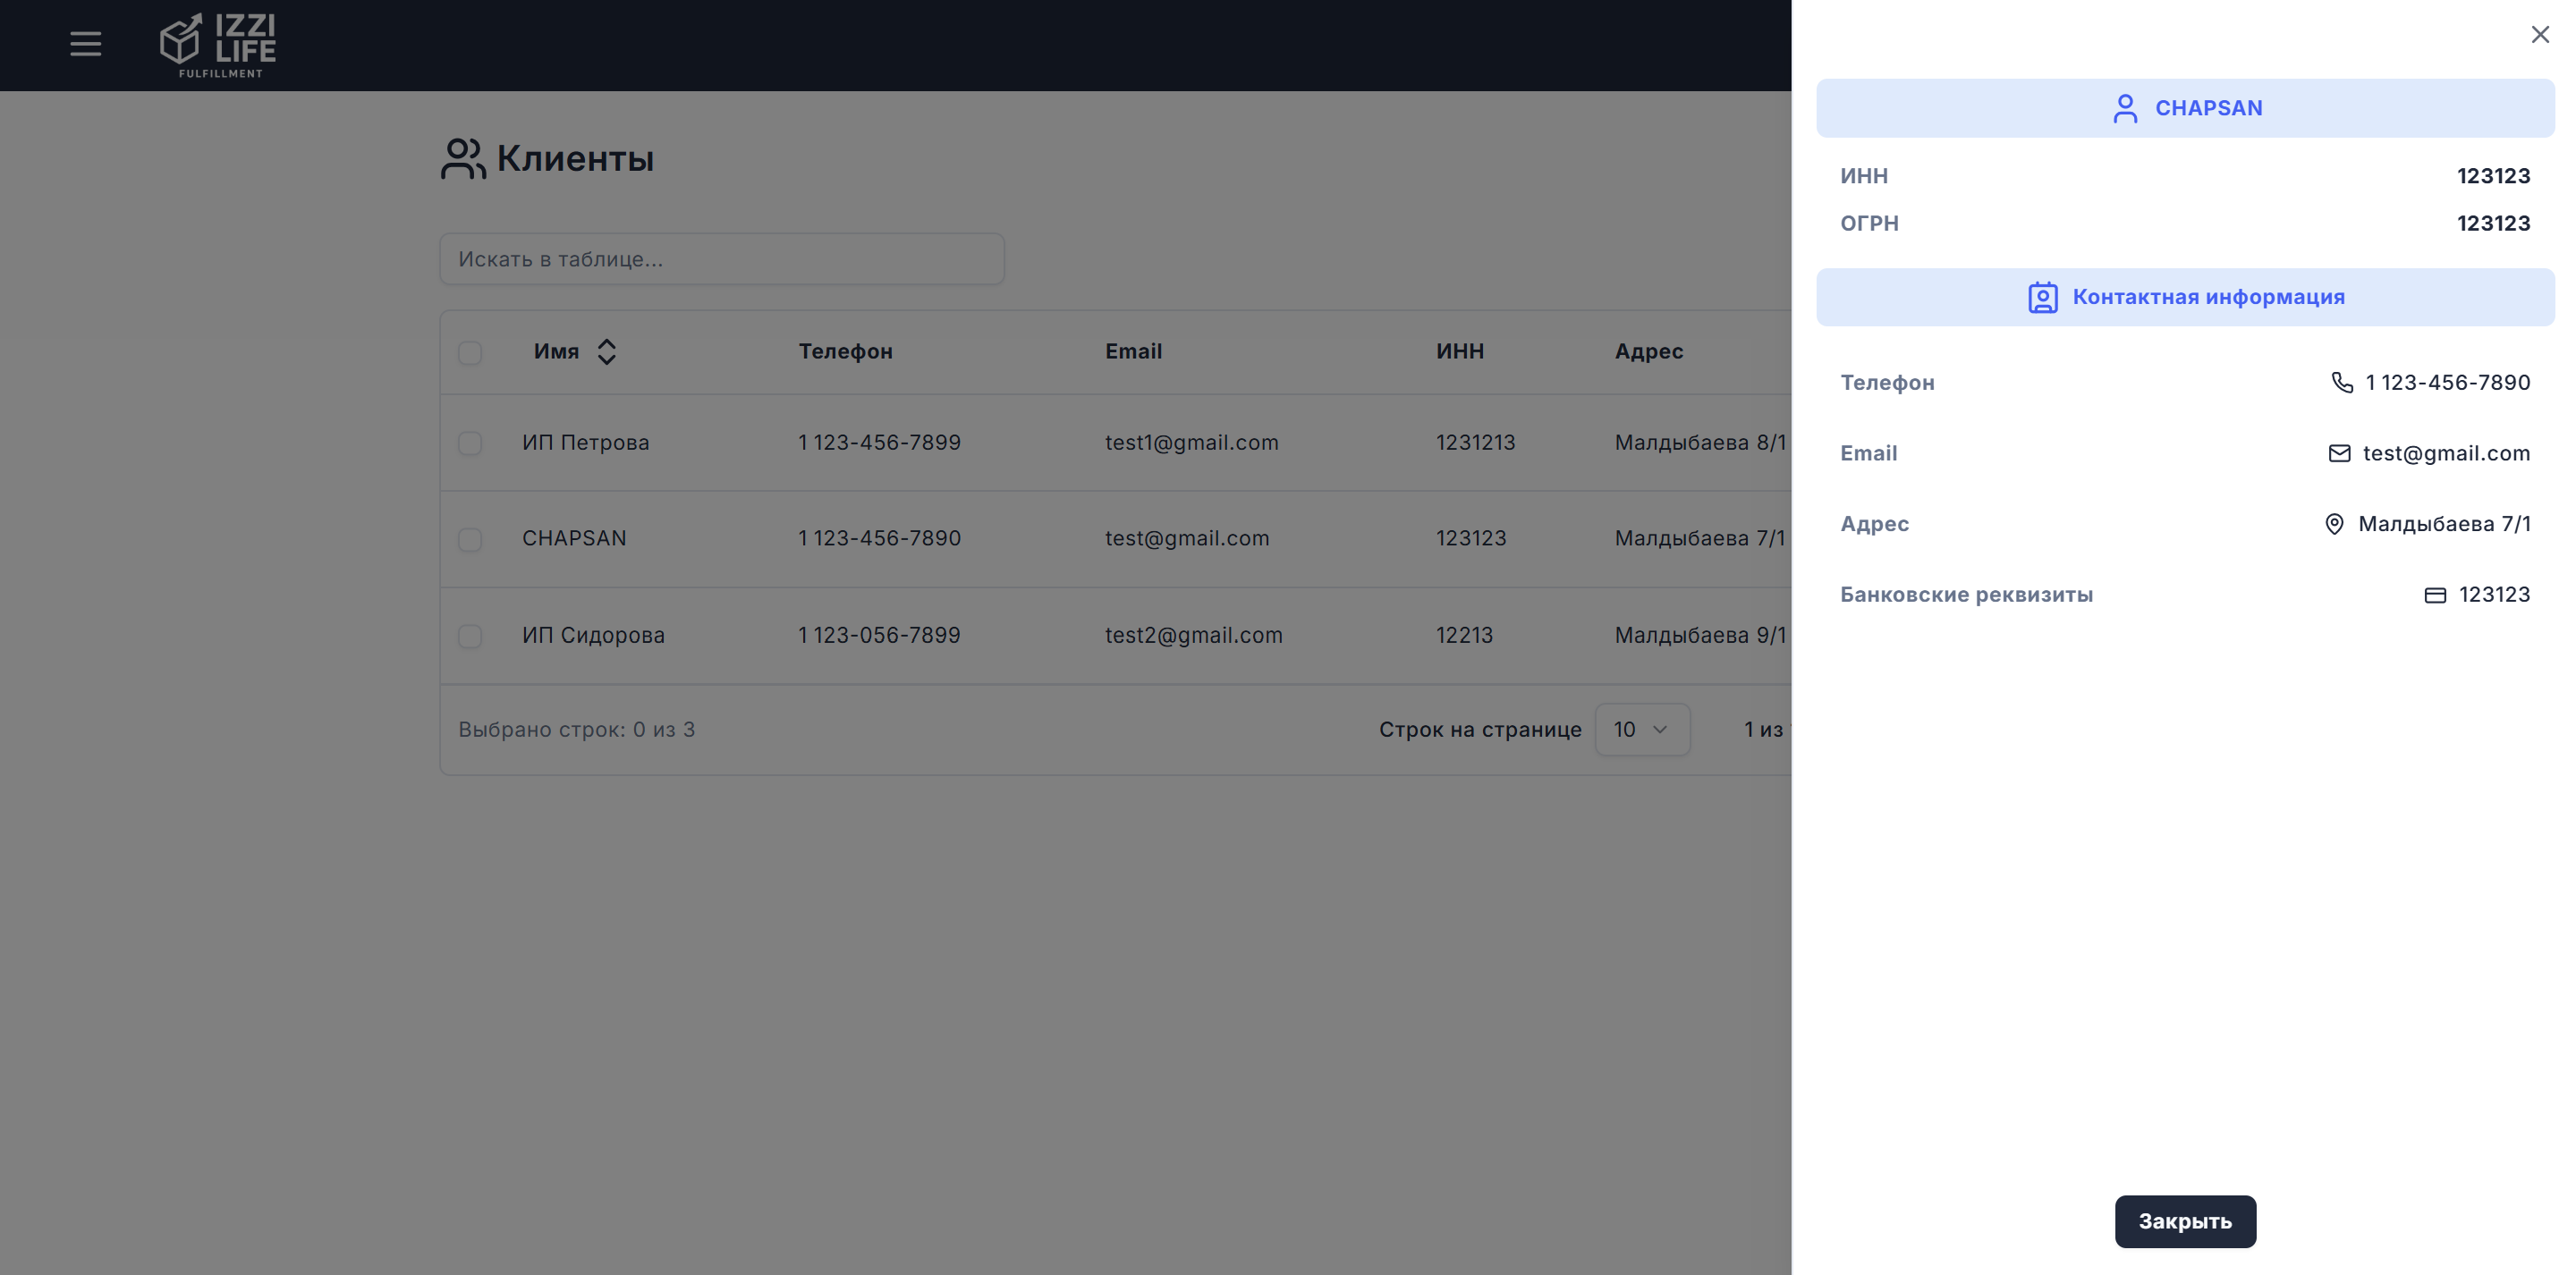 IZZI
LIFE
FULFILLMENT
Клиенты
Искать в таблице...
Имя Телефон Email ИНН Адрес
ИП Петрова 1 123-456-7899 test1@gmail.com 1231213 Малдыбаева 8/1
CHAPSAN 1 123-456-7890 test@gmail.com 123123 Малдыбаева 7/1
ИП Сидорова 1 123-056-7899 test2@gmail.com 12213 Малдыбаева 9/1
Выбрано строк: 0 из 3 Строк на странице 10 1 из
CHAPSAN
ИНН 123123
ОГРН 123123
Контактная информация
Телефон 1 123-456-7890
Email test@gmail.com
Адрес Малдыбаева 7/1
Банковские реквизиты 123123
Закрыть